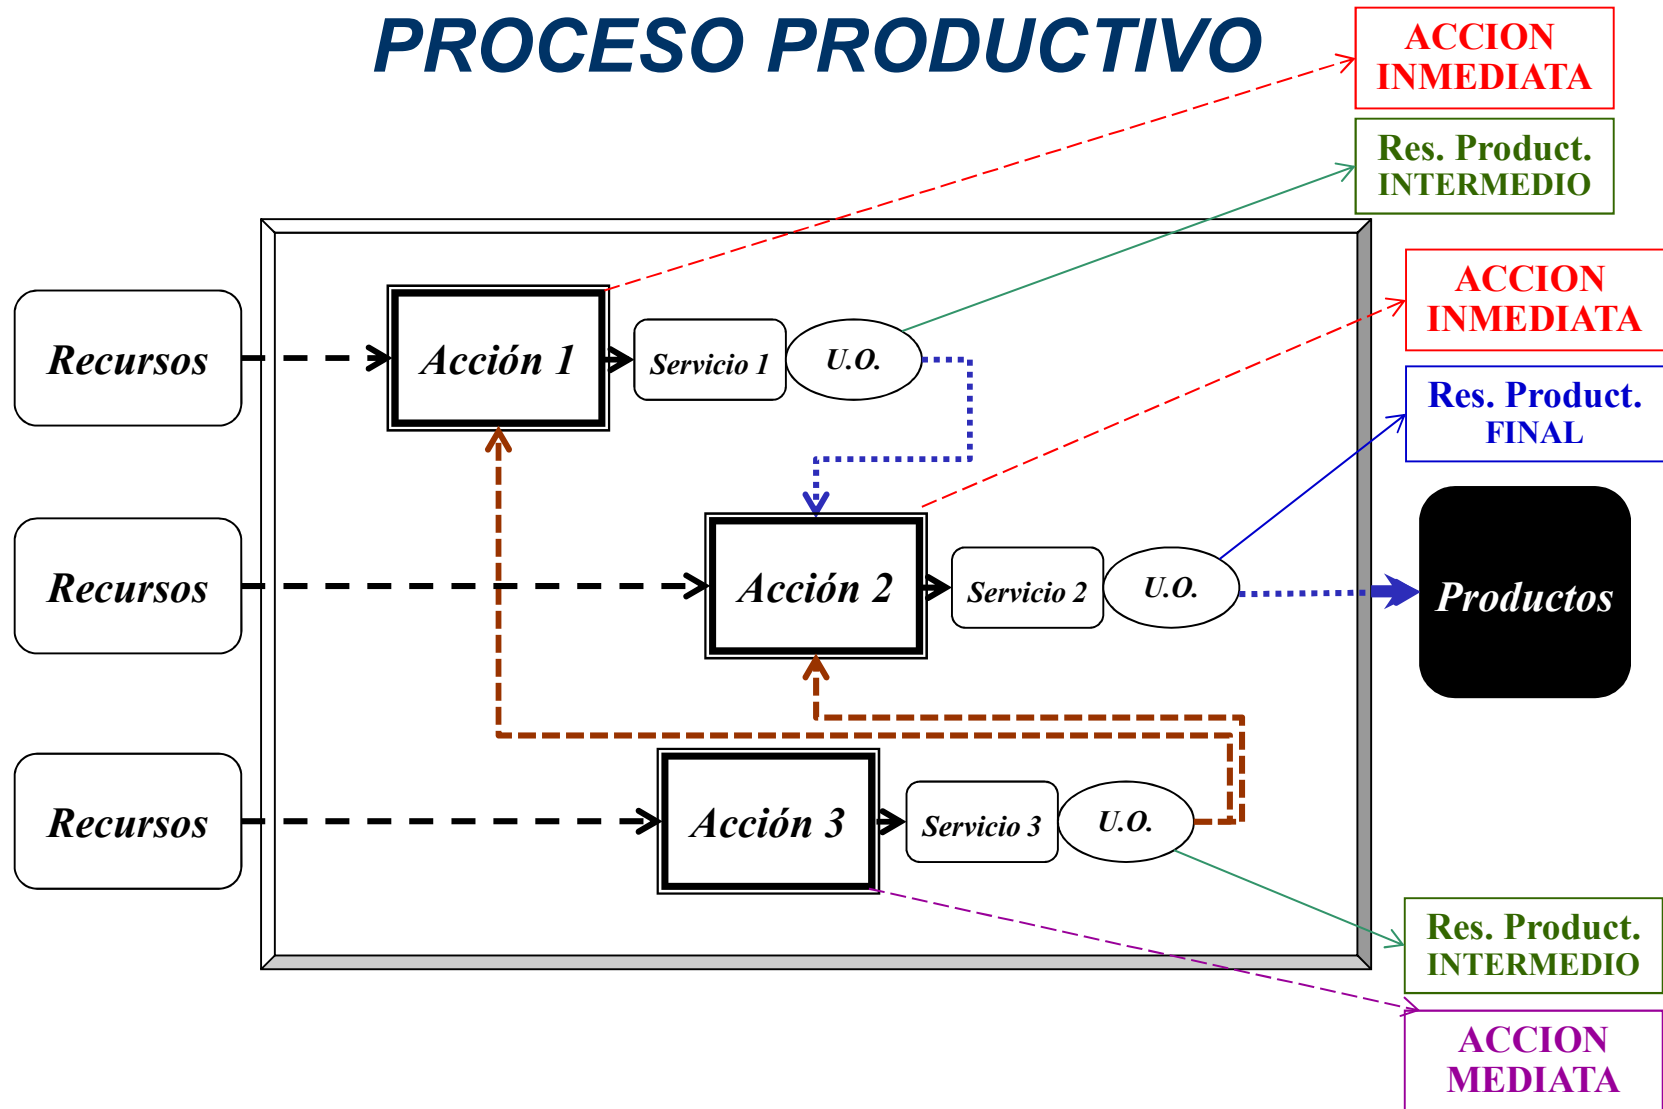 PROCESO PRODUCTIVO
ACCION
INMEDIATA
Res. Product.
INTERMEDIO
ACCION
INMEDIATA
Recursos
Acción 1
Servicio 1
U.O.
Res. Product.
FINAL
Recursos
Acción 2
Servicio 2
U.O.
Productos
Recursos
Acción 3
Servicio 3
U.O.
Res. Product.
INTERMEDIO
ACCION
MEDIATA